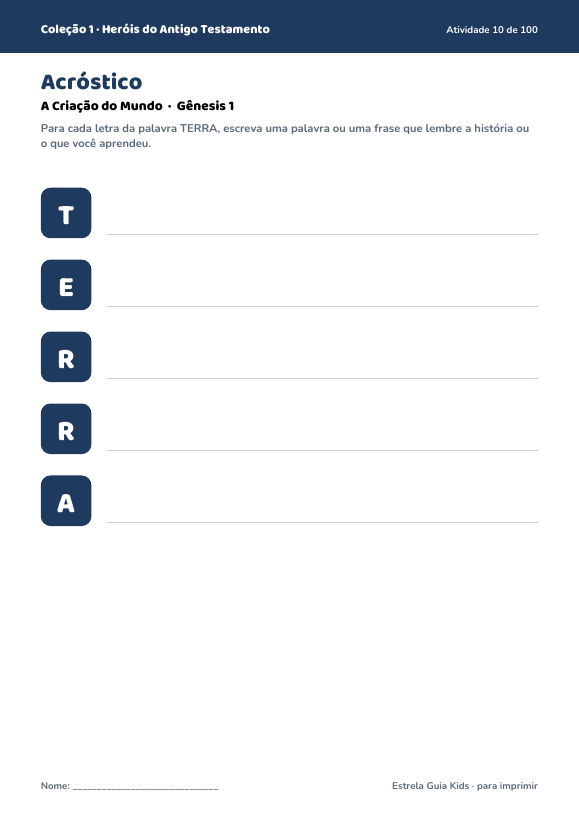 Coleção 1 · Heróis do Antigo Testamento
Atividade 10 de 100
Acróstico
A Criação do Mundo · Gênesis 1
Para cada letra da palavra TERRA, escreva uma palavra ou uma frase que lembre a história ou
o que você aprendeu.
T
E
R
R
A
Nome: ____________________________
Estrela Guia Kids · para imprimir